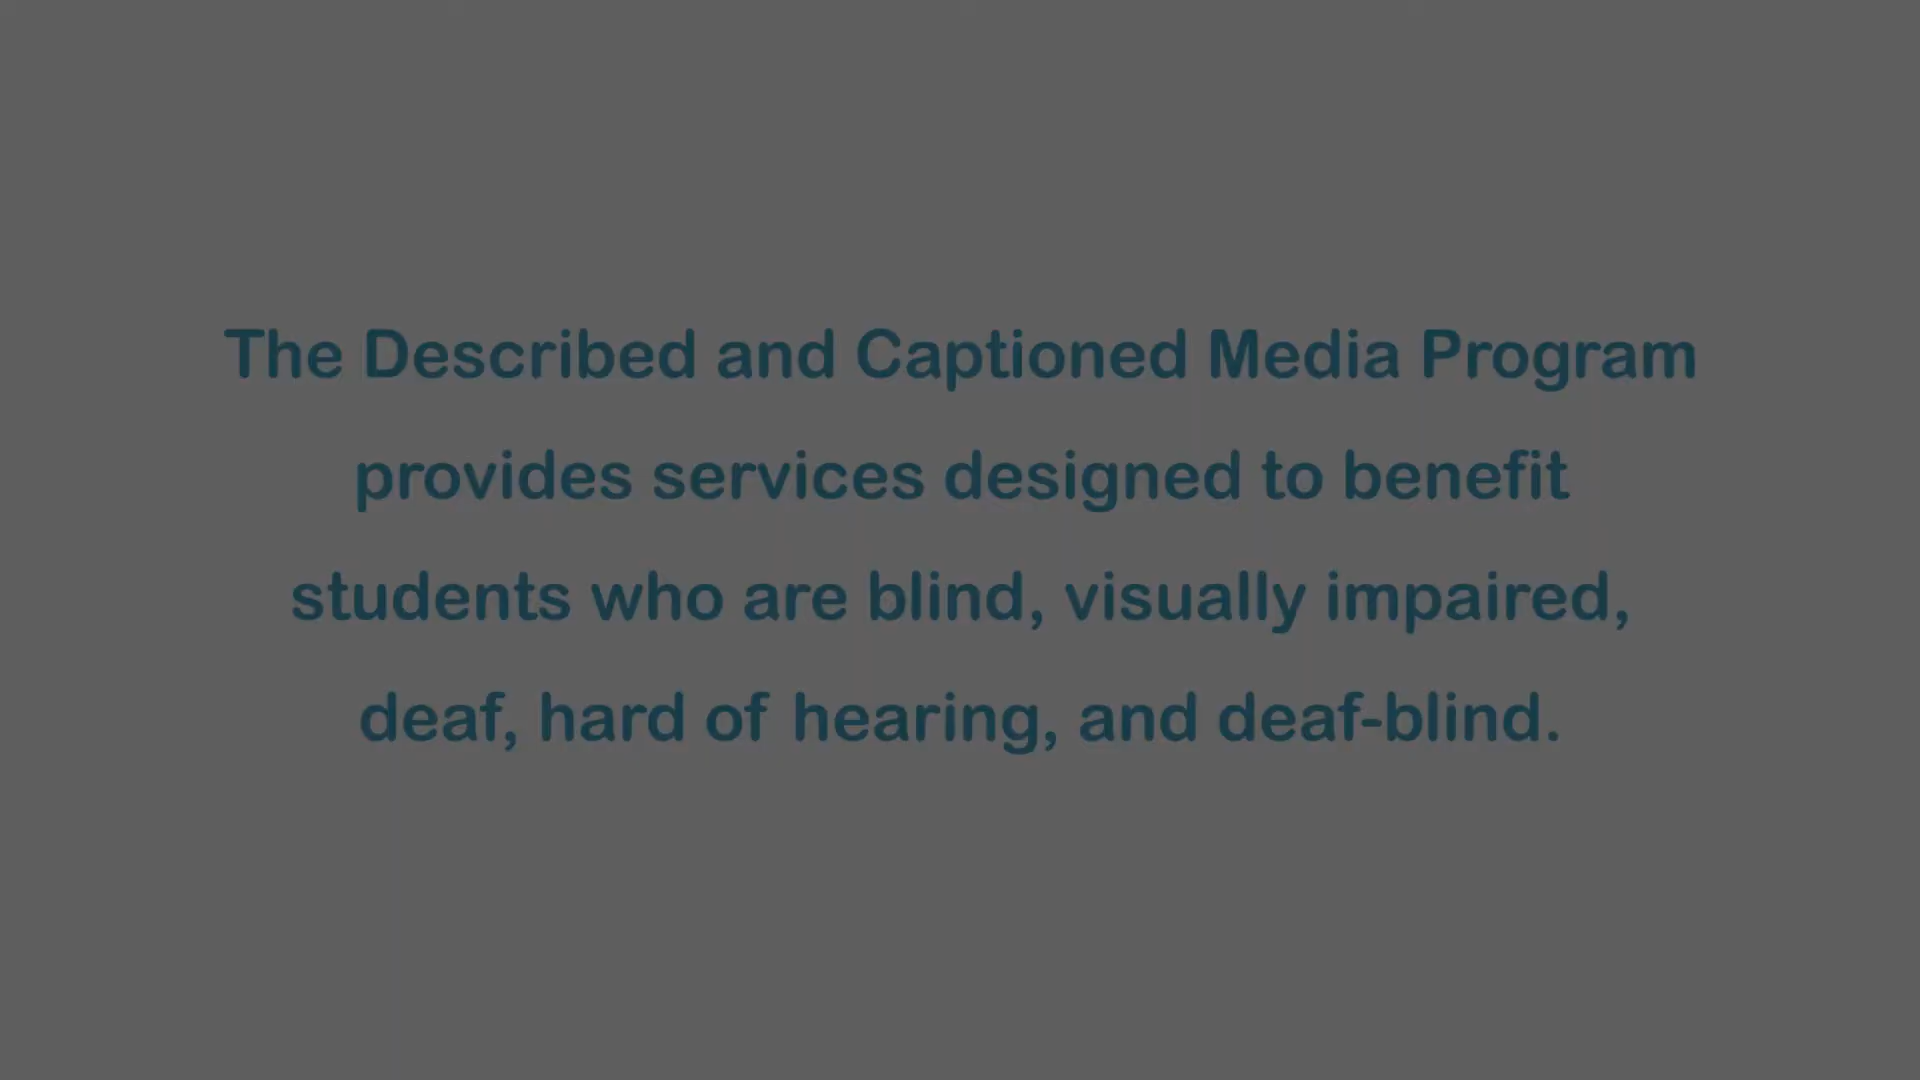 The Described and Captioned Media Program
provides services designed to benefit
students who are blind, visually impaired,
deaf, hard of hearing, and deaf-blind.